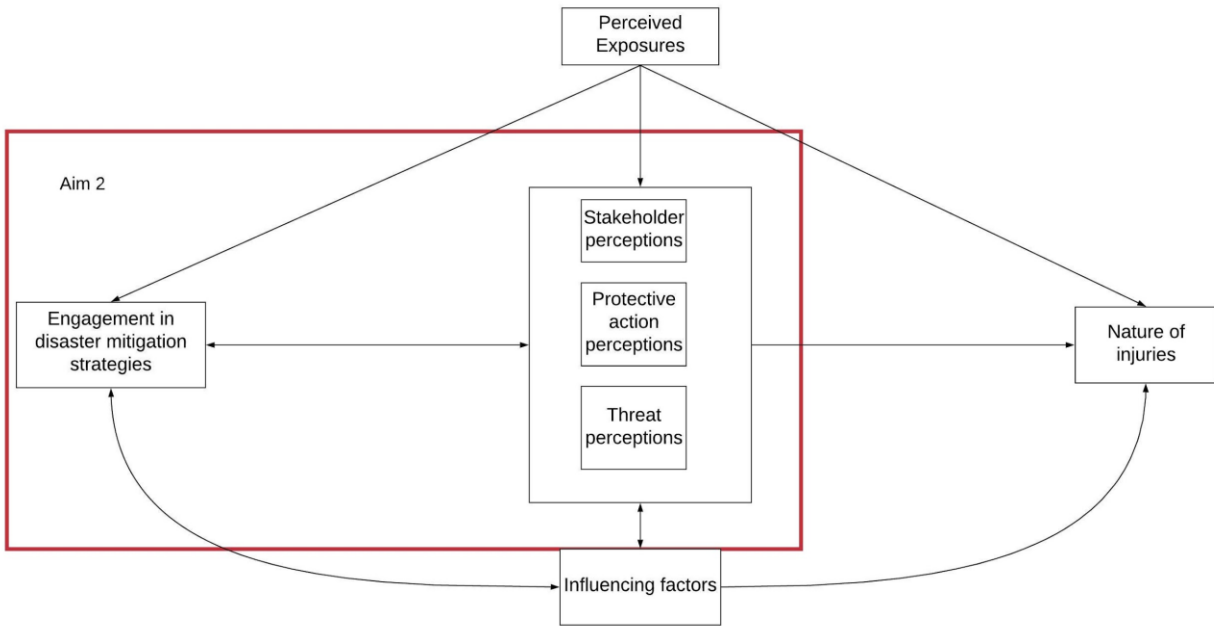 Perceived
Exposures
Aim 2
Stakeholder
perceptions
Protective
action
perceptions
Threat
perceptions
Engagement in
disaster mitigation
strategies
Nature of
injuries
Influencing factors